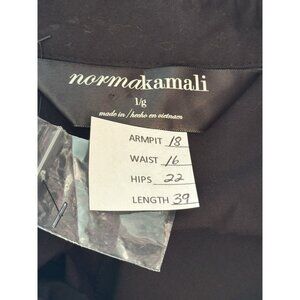 normakamali
l/g
made in / hecho en vietnam
ARMPIT 18
WAIST 16
HIPS 22
LENGTH 39